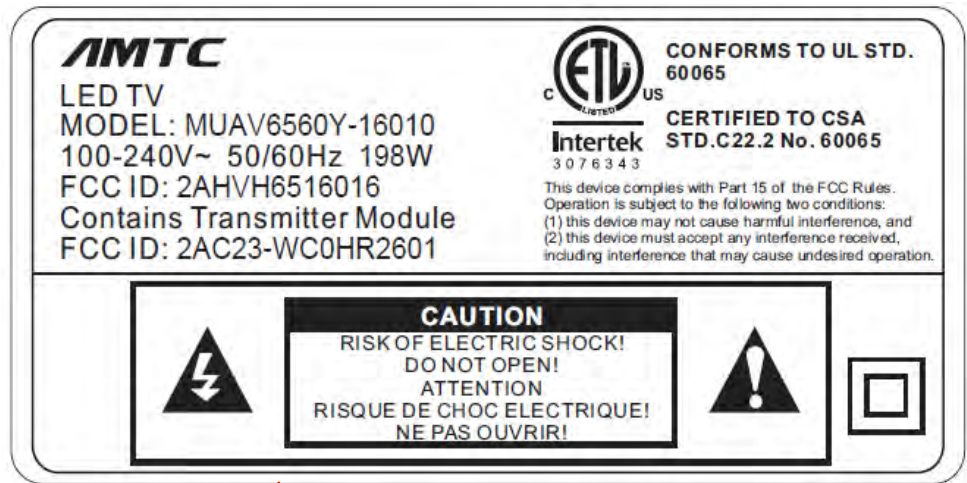 AMTC
LED TV
MODEL: MUAV6560Y-16010
100-240V~ 50/60Hz 198W
FCC ID: 2AHVH6516016
Contains Transmitter Module
FCC ID: 2AC23-WC0HR2601
ETL
C US
LISTED
Intertek
3076343
CONFORMS TO UL STD.
60065
CERTIFIED TO CSA
STD.C22.2 No. 60065
This device complies with Part 15 of the FCC Rules.
Operation is subject to the following two conditions:
(1) this device may not cause harmful interference, and
(2) this device must accept any interference received,
including interference that may cause undesired operation.
CAUTION
RISK OF ELECTRIC SHOCK!
DO NOT OPEN!
ATTENTION
RISQUE DE CHOC ELECTRIQUE!
NE PAS OUVRIR!